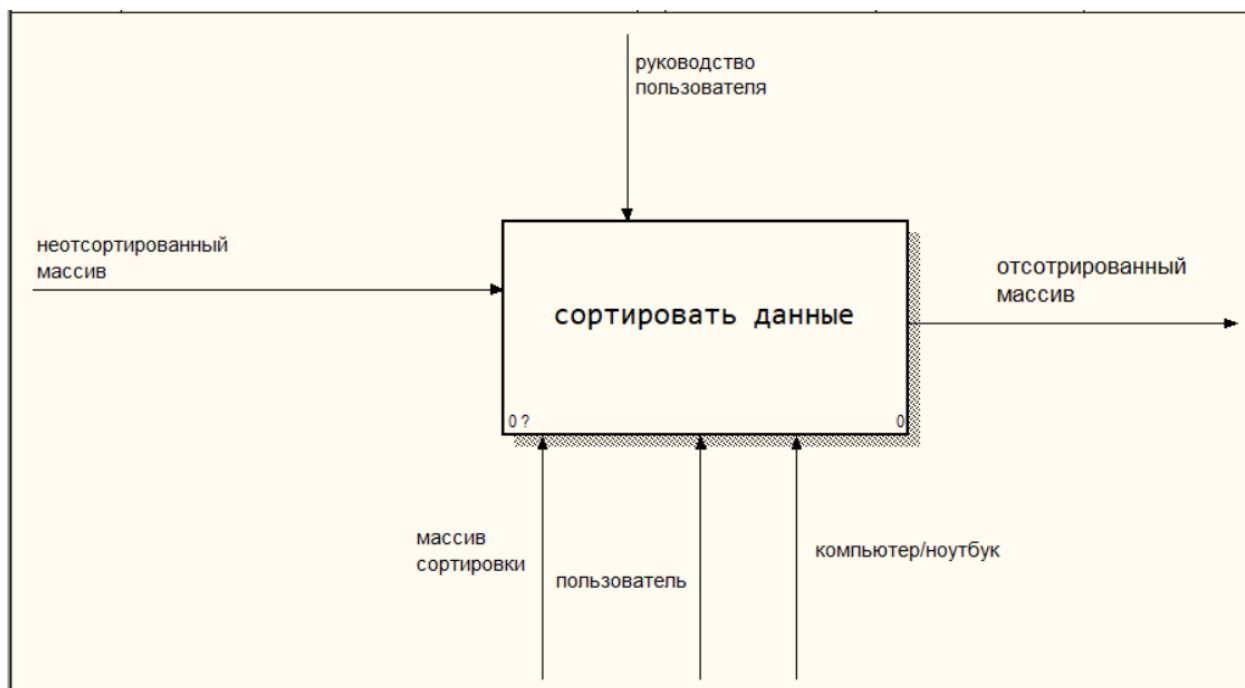 руководство
пользователя
неотсортированный
массив
отсотрированный
массив
сортировать данные
0 ?
0
массив
сортировки
пользователь
компьютер/ноутбук